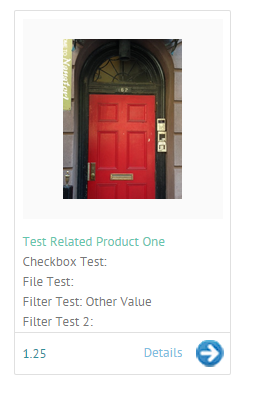 Test Related Product One
Checkbox Test:
File Test:
Filter Test: Other Value
Filter Test 2:
1.25 Details